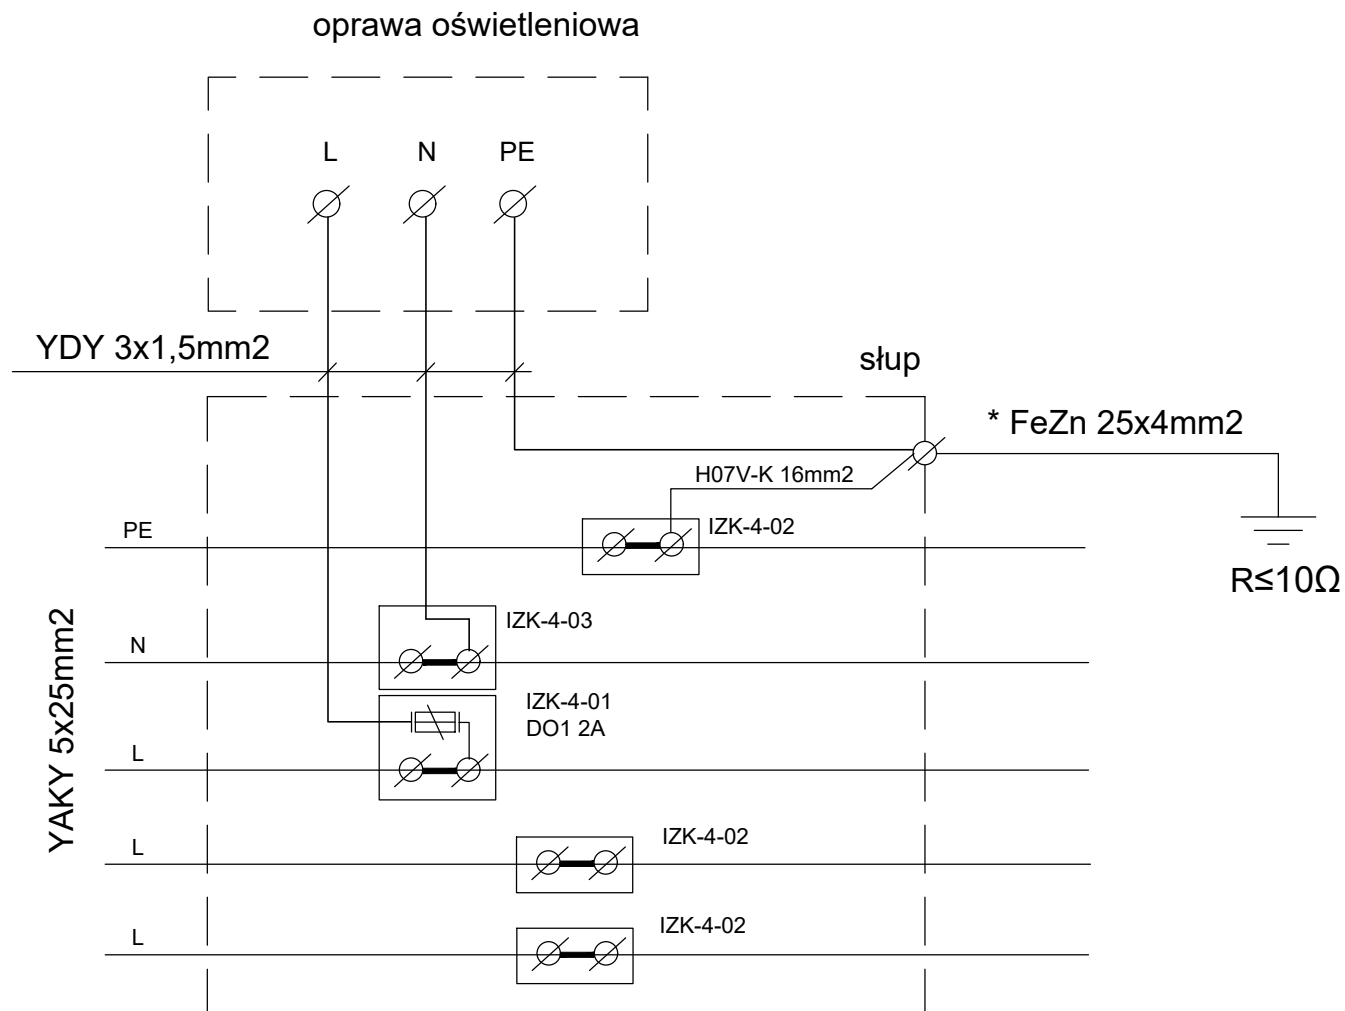 oprawa oświetleniowa
L N PE
YDY 3x1,5mm2
słup
* FeZn 25x4mm2
H07V-K 16mm2
PE
IZK-4-02
R≤10Ω
YAKY 5x25mm2
N
IZK-4-03
IZK-4-01
DO1 2A
L
L
IZK-4-02
L
IZK-4-02